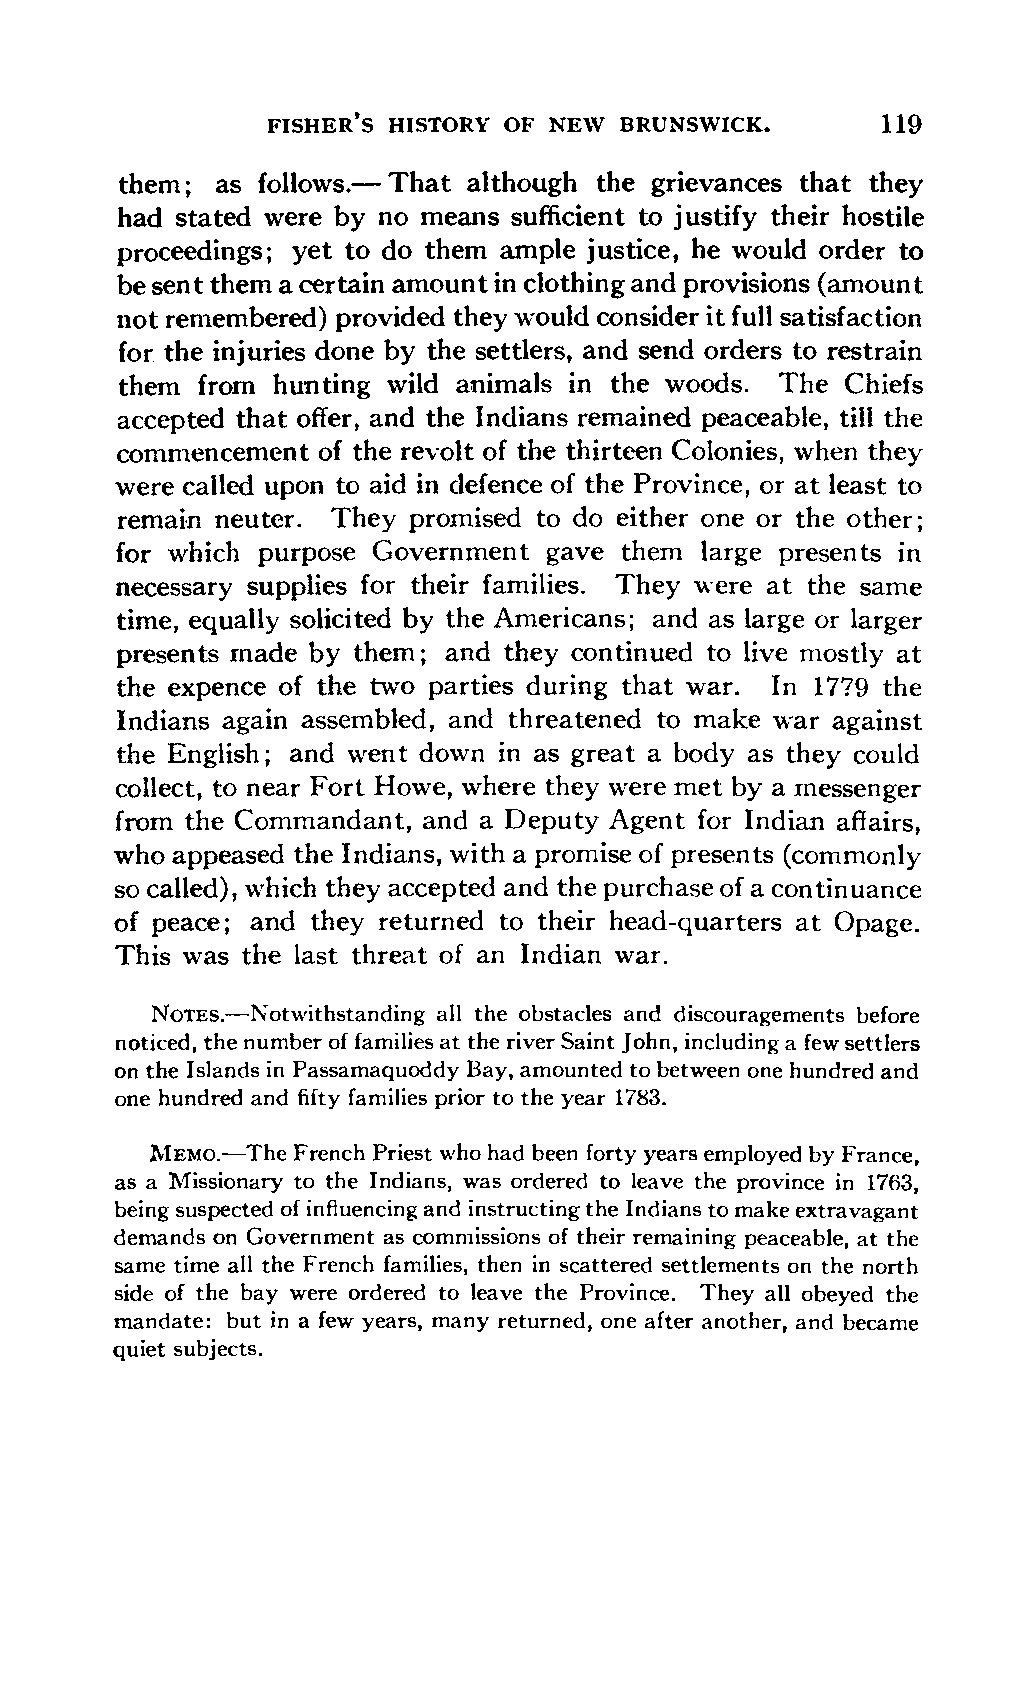 FISHER'S HISTORY OF NEW BRUNSWICK. 119
them; as follows.— That although the grievances that they
had stated were by no means sufficient to justify their hostile
proceedings; yet to do them ample justice, he would order to
be sent them a certain amount in clothing and provisions (amount
not remembered) provided they would consider it full satisfaction
for the injuries done by the settlers, and send orders to restrain
them from hunting wild animals in the woods. The Chiefs
accepted that offer, and the Indians remained peaceable, till the
commencement of the revolt of the thirteen Colonies, when they
were called upon to aid in defence of the Province, or at least to
remain neuter. They promised to do either one or the other;
for which purpose Government gave them large presents in
necessary supplies for their families. They were at the same
time, equally solicited by the Americans; and as large or larger
presents made by them; and they continued to live mostly at
the expence of the two parties during that war. In 1779 the
Indians again assembled, and threatened to make war against
the English; and went down in as great a body as they could
collect, to near Fort Howe, where they were met by a messenger
from the Commandant, and a Deputy Agent for Indian affairs,
who appeased the Indians, with a promise of presents (commonly
so called), which they accepted and the purchase of a continuance
of peace; and they returned to their head-quarters at Opage.
This was the last threat of an Indian war.
NOTES.—Notwithstanding all the obstacles and discouragements before
noticed, the number of families at the river Saint John, including a few settlers
on the Islands in Passamaquoddy Bay, amounted to between one hundred and
one hundred and fifty families prior to the year 1783.
MEMO.—The French Priest who had been forty years employed by France,
as a Missionary to the Indians, was ordered to leave the province in 1763,
being suspected of influencing and instructing the Indians to make extravagant
demands on Government as commissions of their remaining peaceable, at the
same time all the French families, then in scattered settlements on the north
side of the bay were ordered to leave the Province. They all obeyed the
mandate: but in a few years, many returned, one after another, and became
quiet subjects.